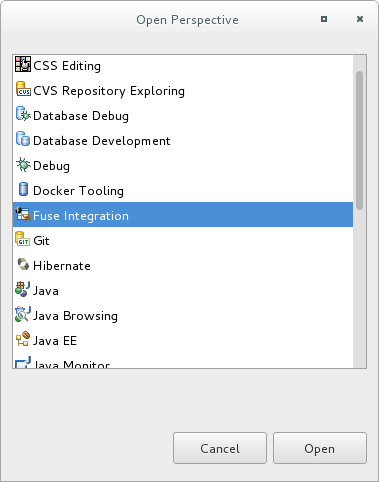 Open Perspective
CSS Editing
CVS Repository Exploring
Database Debug
Database Development
Debug
Docker Tooling
Fuse Integration
Git
Hibernate
Java
Java Browsing
Java EE
Java Monitor
Cancel
Open